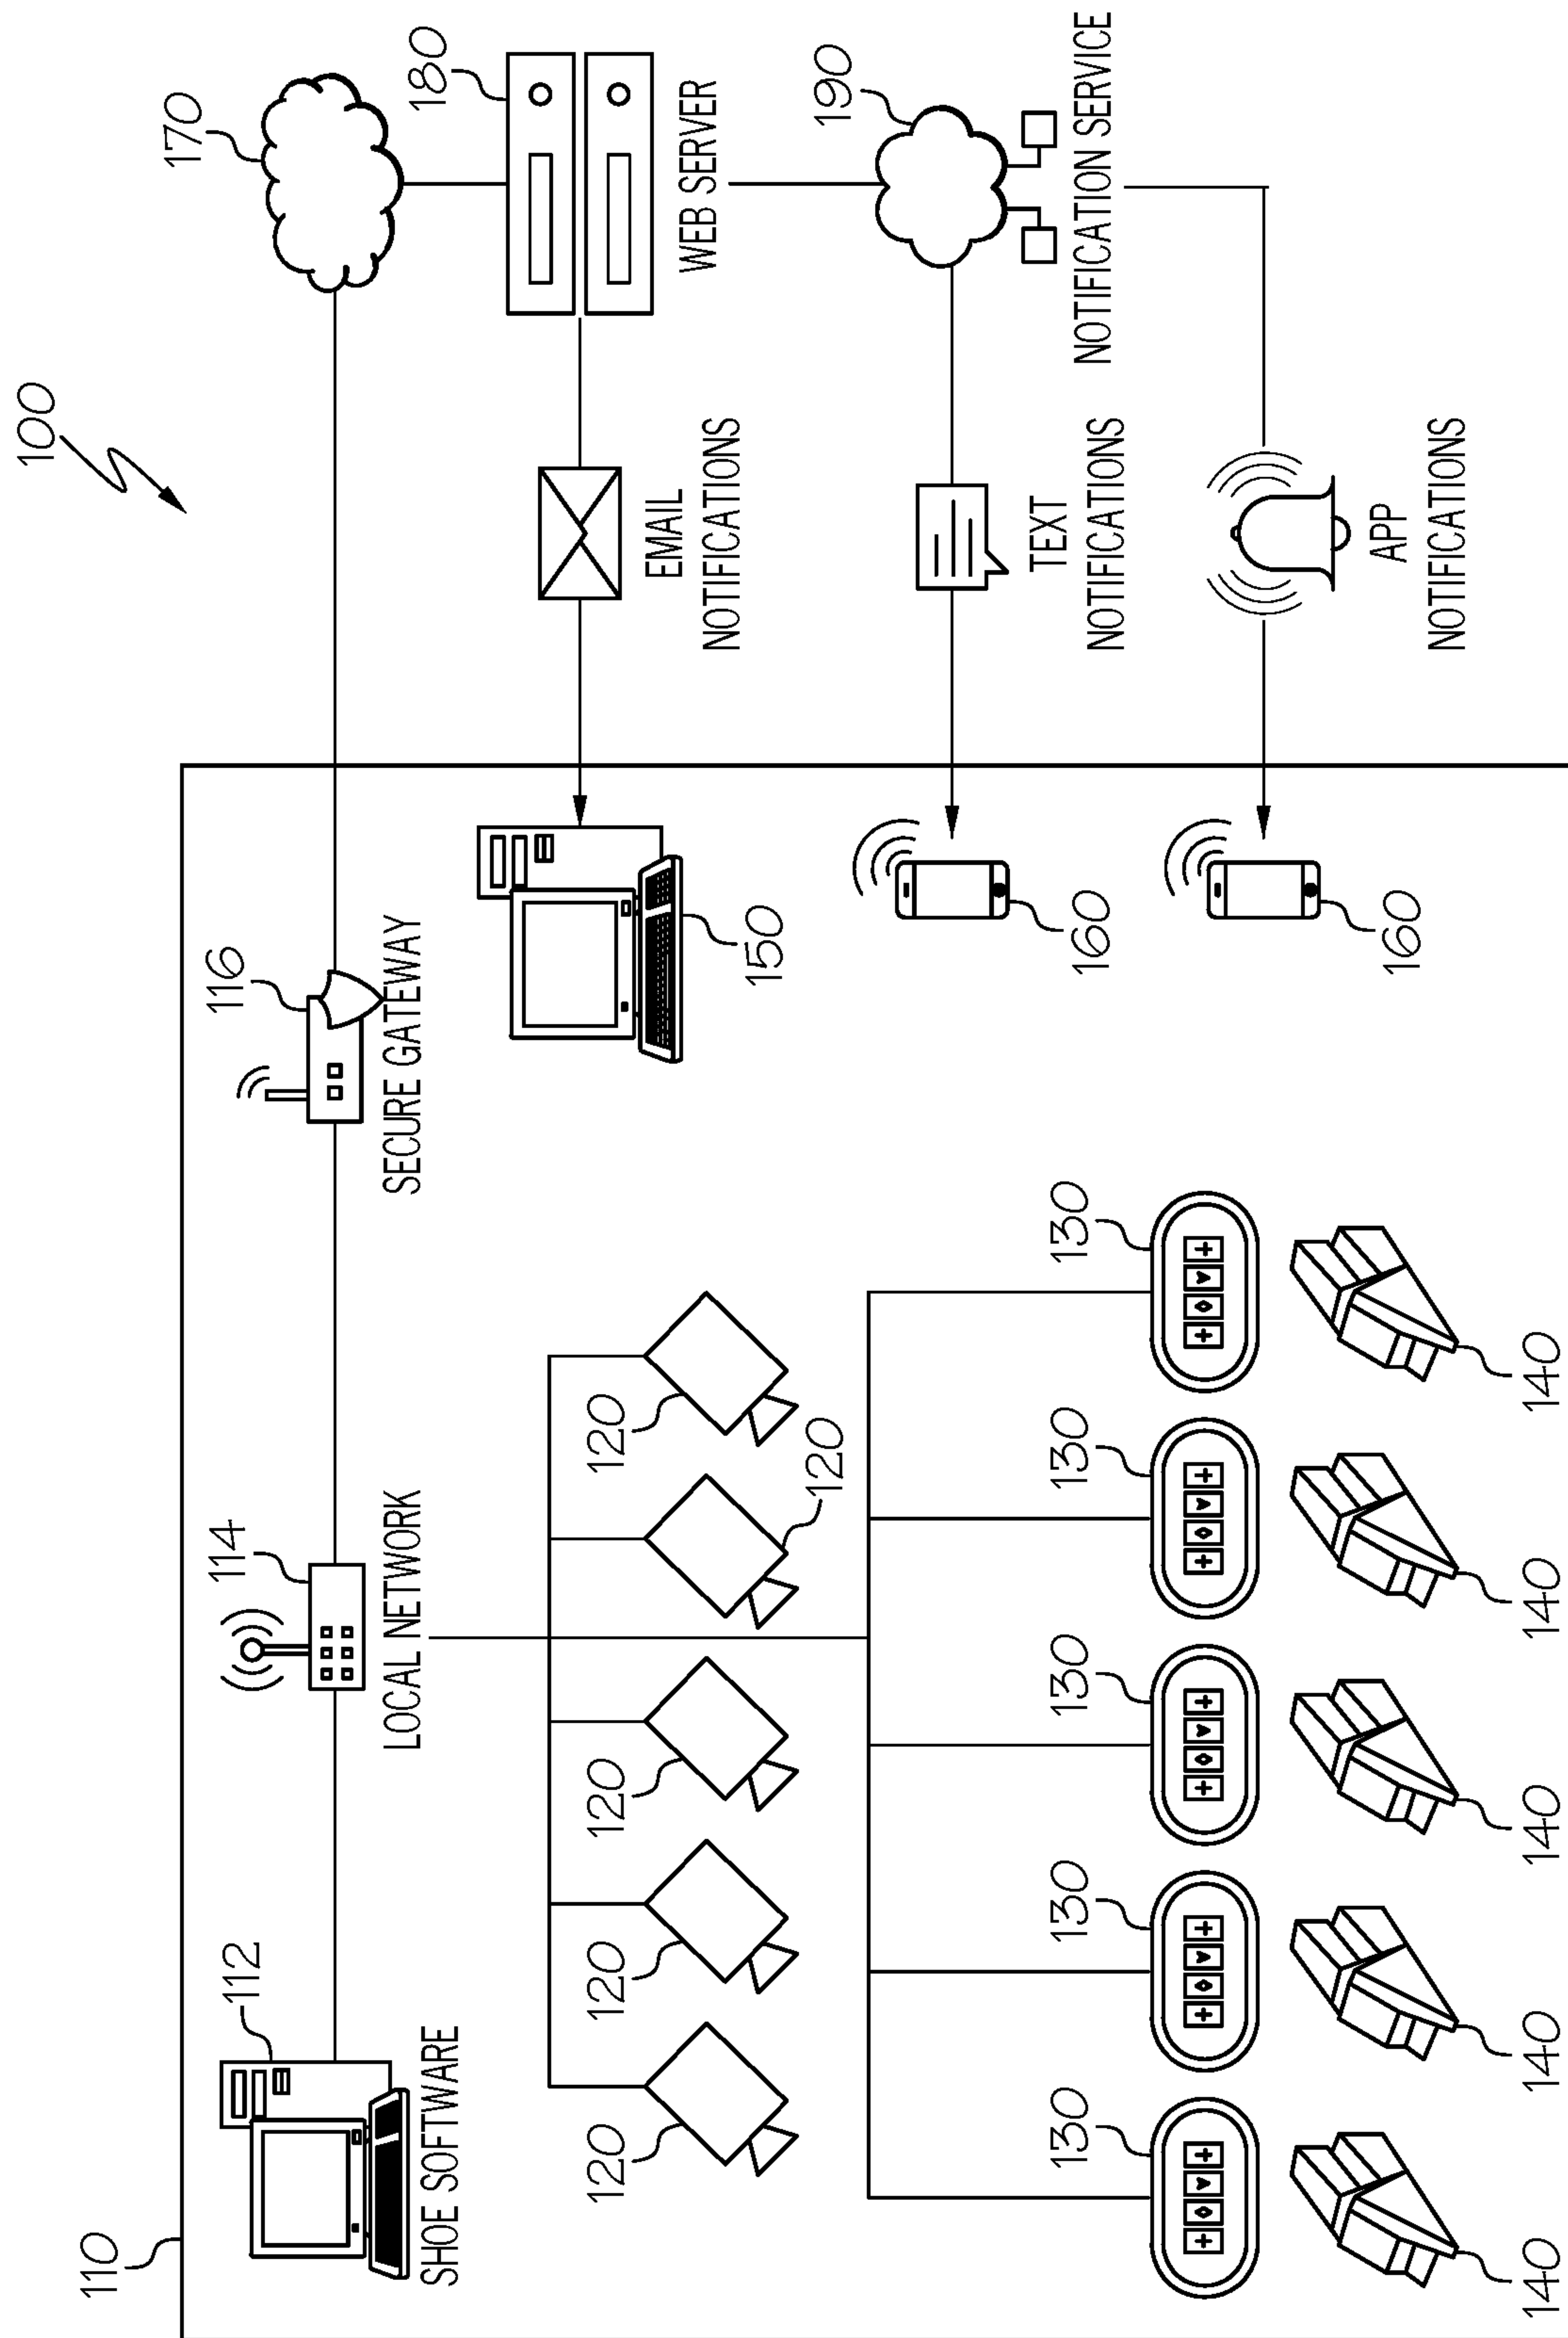 100
110
112
SHOE SOFTWARE
114
LOCAL NETWORK
116
SECURE GATEWAY
170
180
WEB SERVER
EMAIL
NOTIFICATIONS
150
120
120
120
120
120
190
NOTIFICATION SERVICE
TEXT
NOTIFICATIONS
160
130
130
130
130
130
APP
NOTIFICATIONS
160
140
140
140
140
140